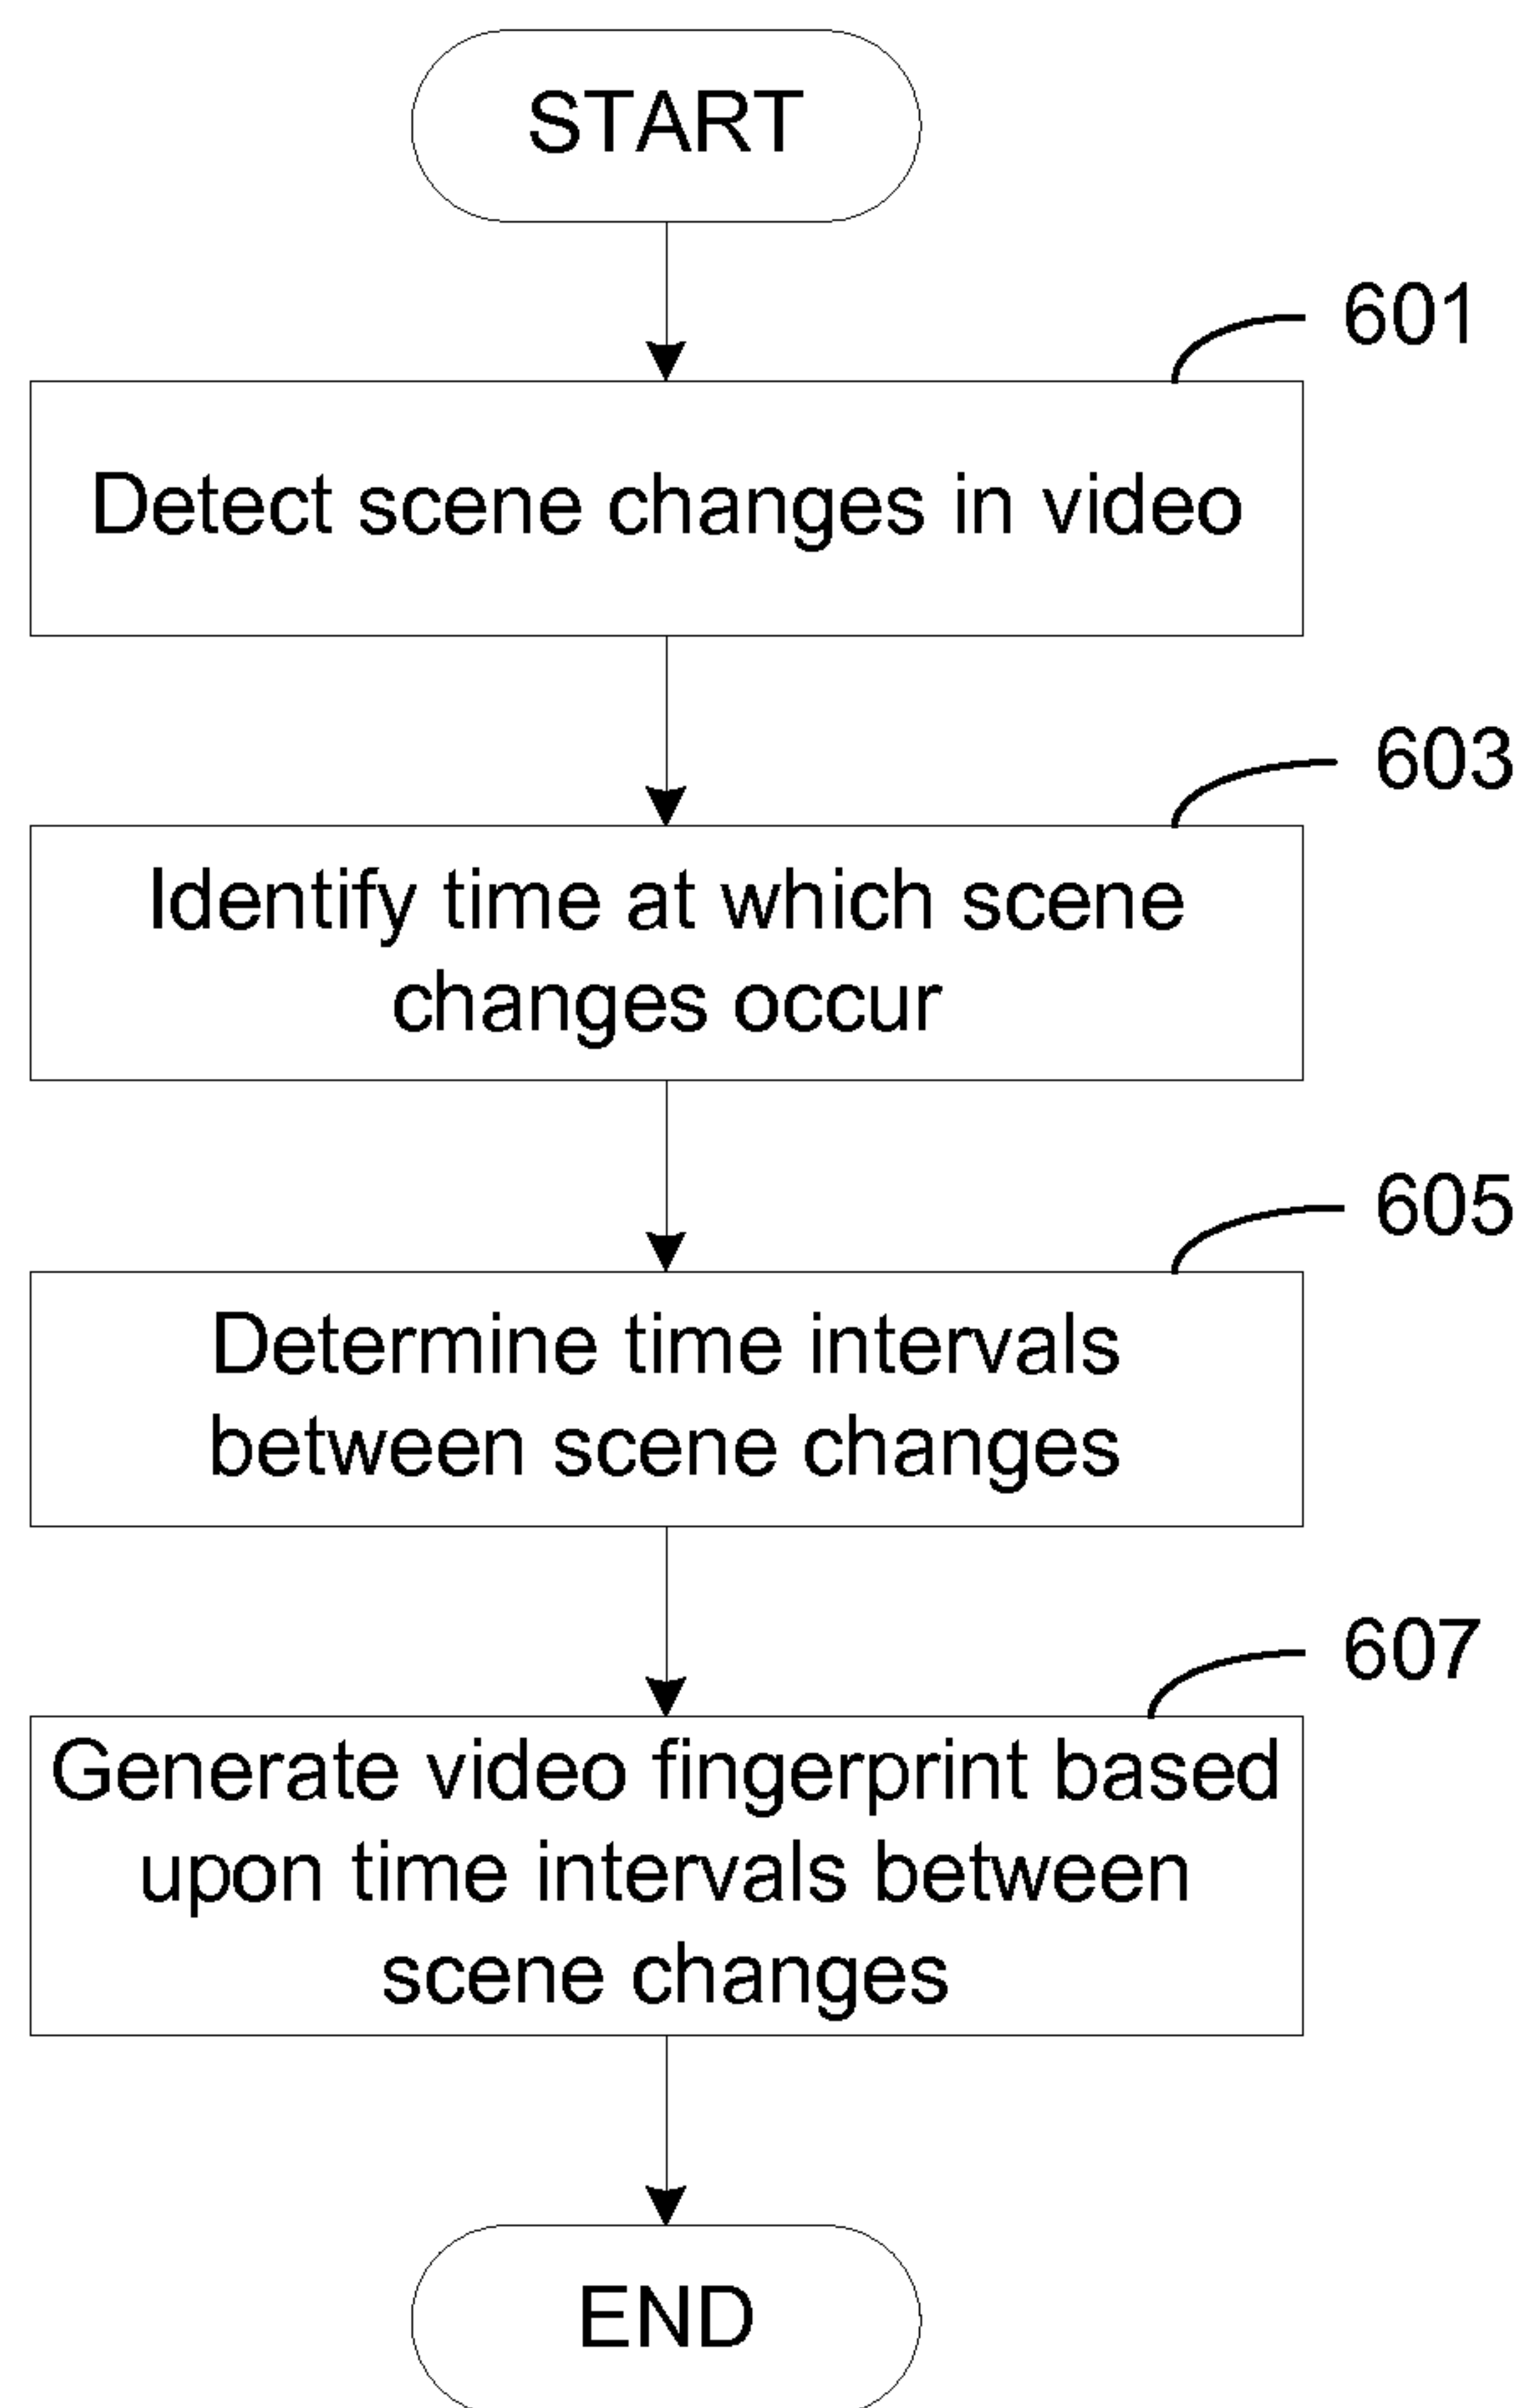 START
601
Detect scene changes in video
603
Identify time at which scene
changes occur
605
Determine time intervals
between scene changes
607
Generate video fingerprint based
upon time intervals between
scene changes
END